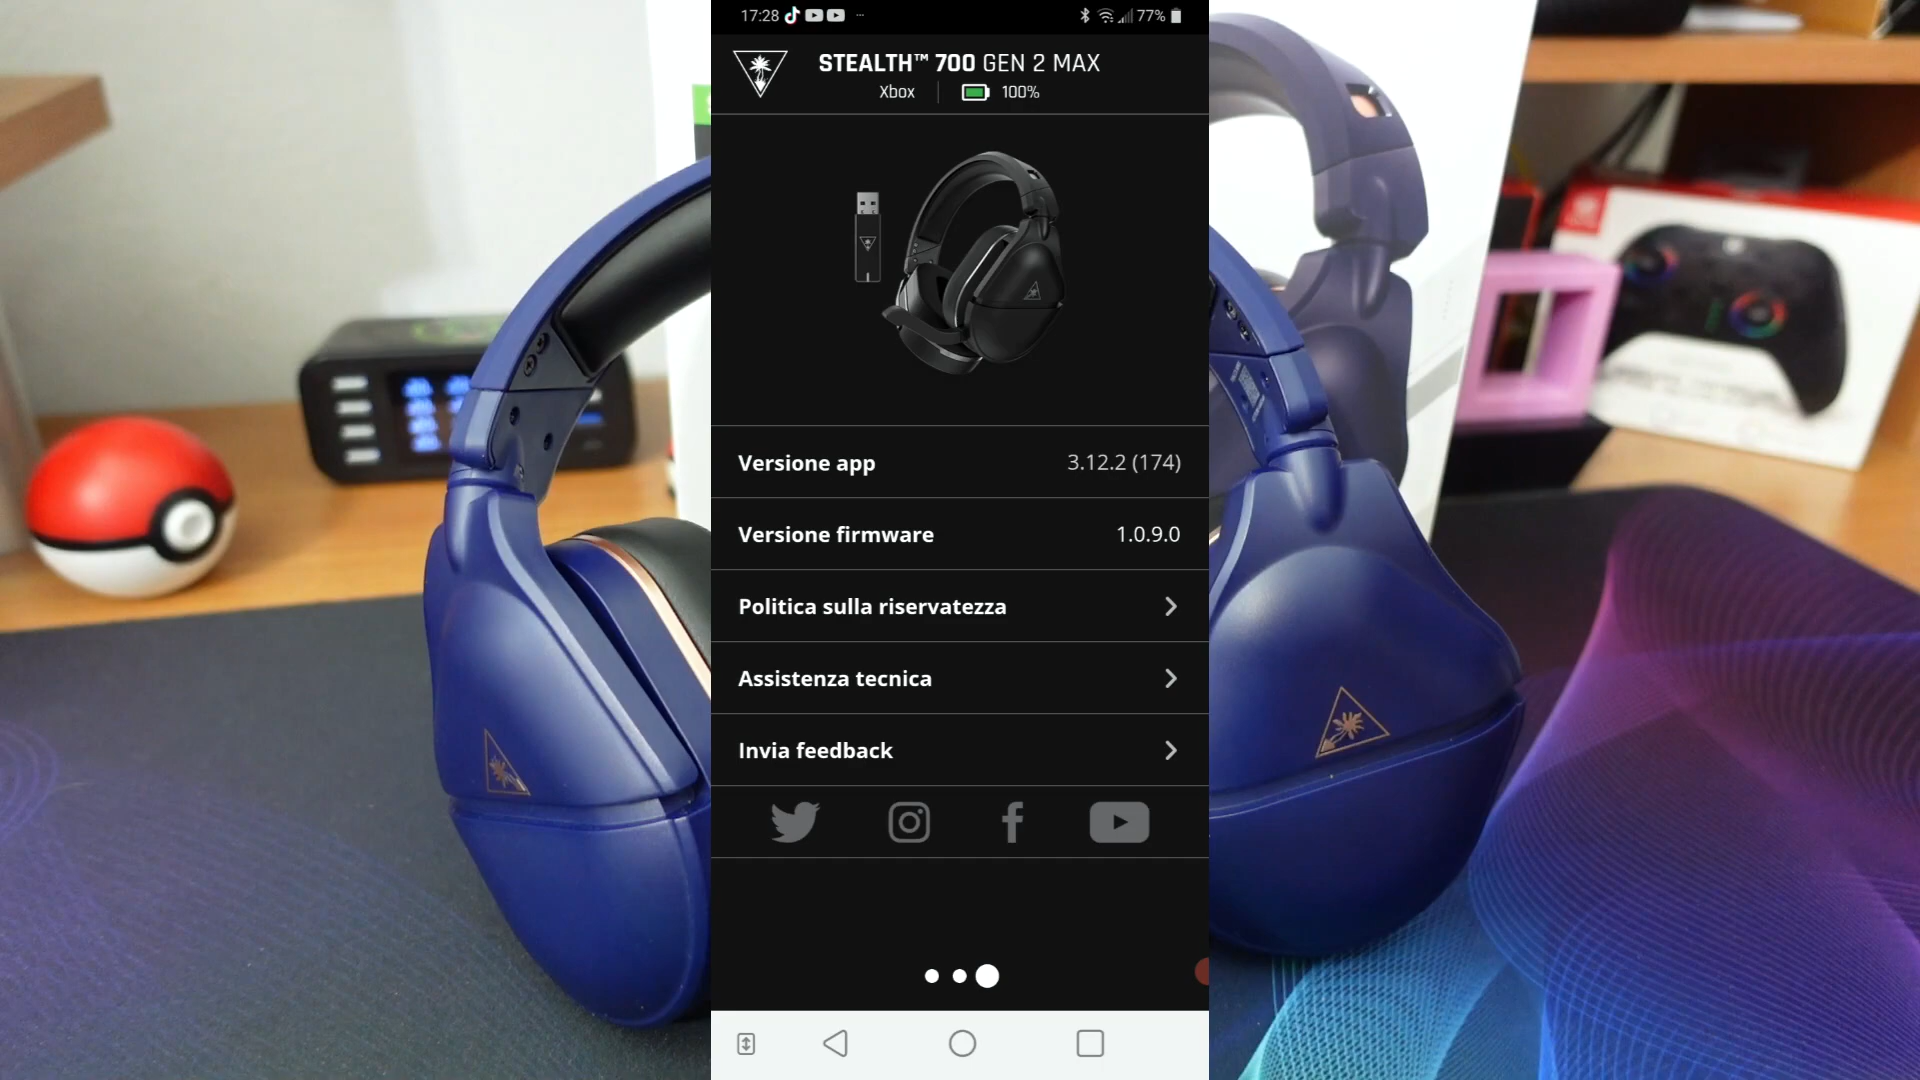 17:28 77%
STEALTH™ 700 GEN 2 MAX
Xbox 100%
Versione app 3.12.2 (174)
Versione firmware 1.0.9.0
Politica sulla riservatezza
Assistenza tecnica
Invia feedback